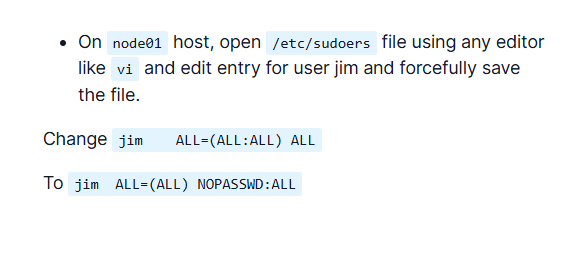 • On node01 host, open /etc/sudoers file using any editor
like vi and edit entry for user jim and forcefully save
the file.
Change jim    ALL=(ALL:ALL) ALL
To jim  ALL=(ALL) NOPASSWD:ALL